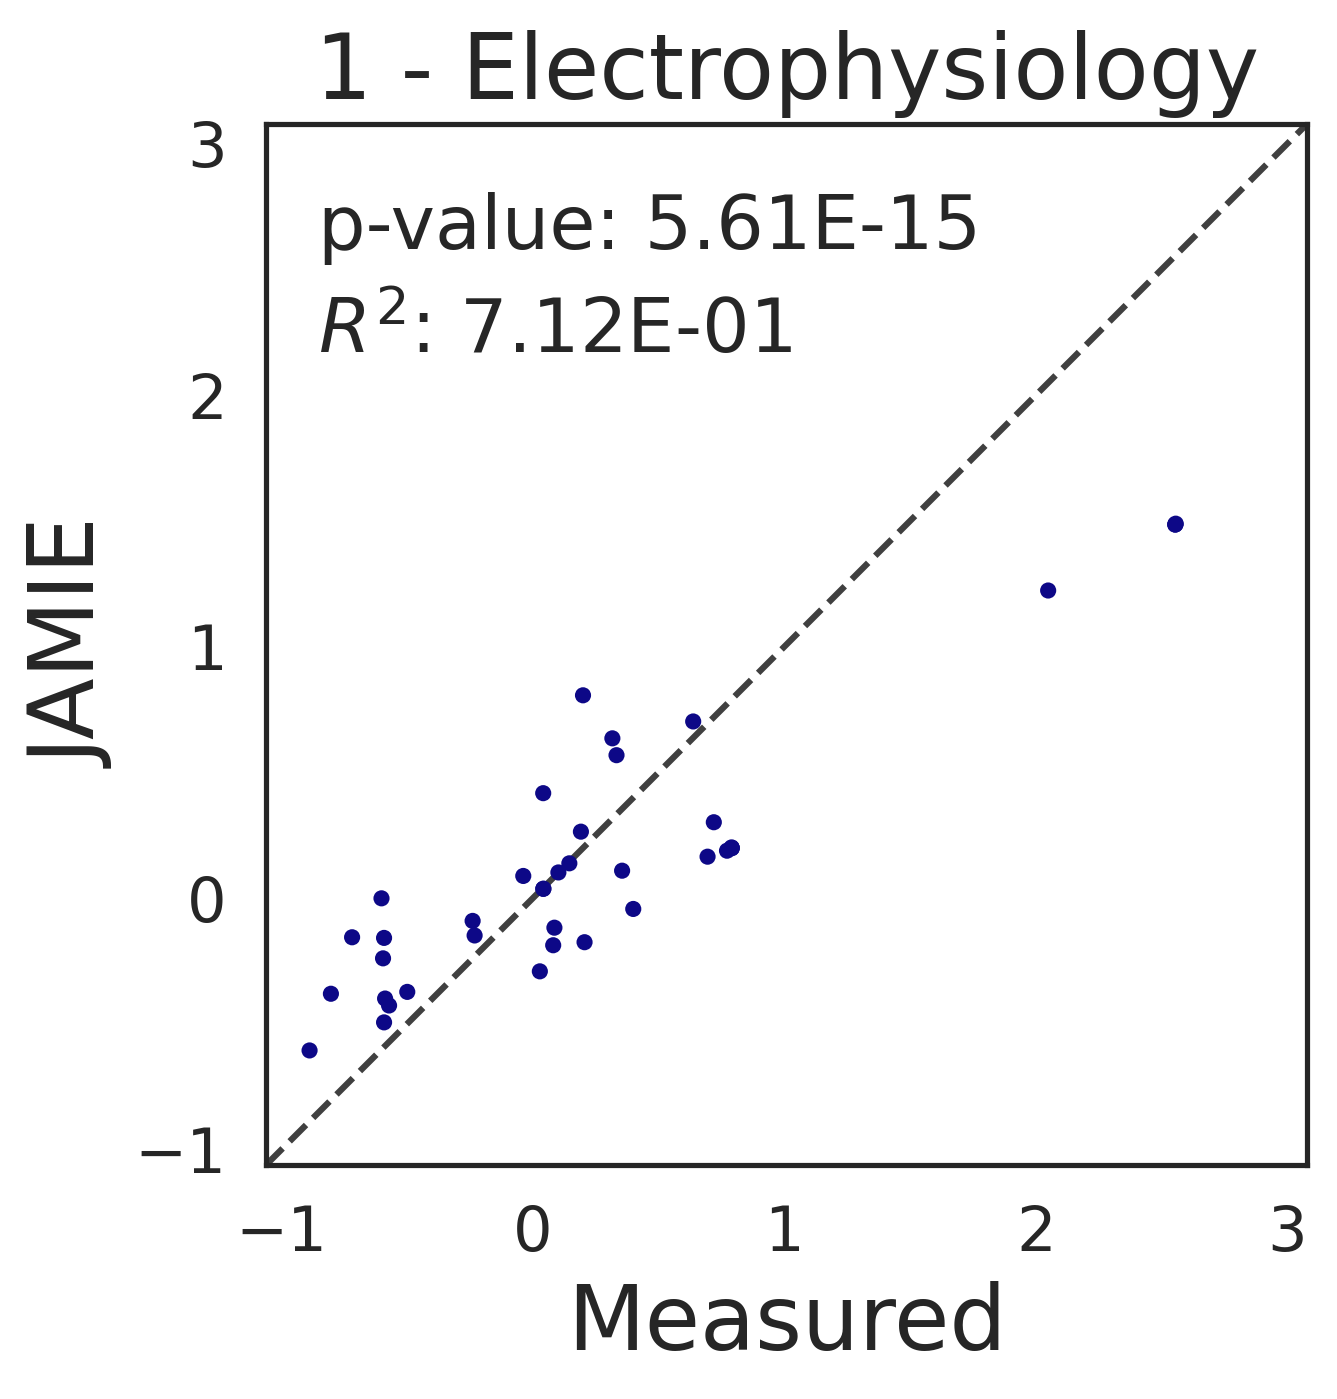 1 - Electrophysiology
3
p-value: 5.61E-15
R²: 7.12E-01
2
JAMIE
1
0
−1
−1 0 1 2 3
Measured